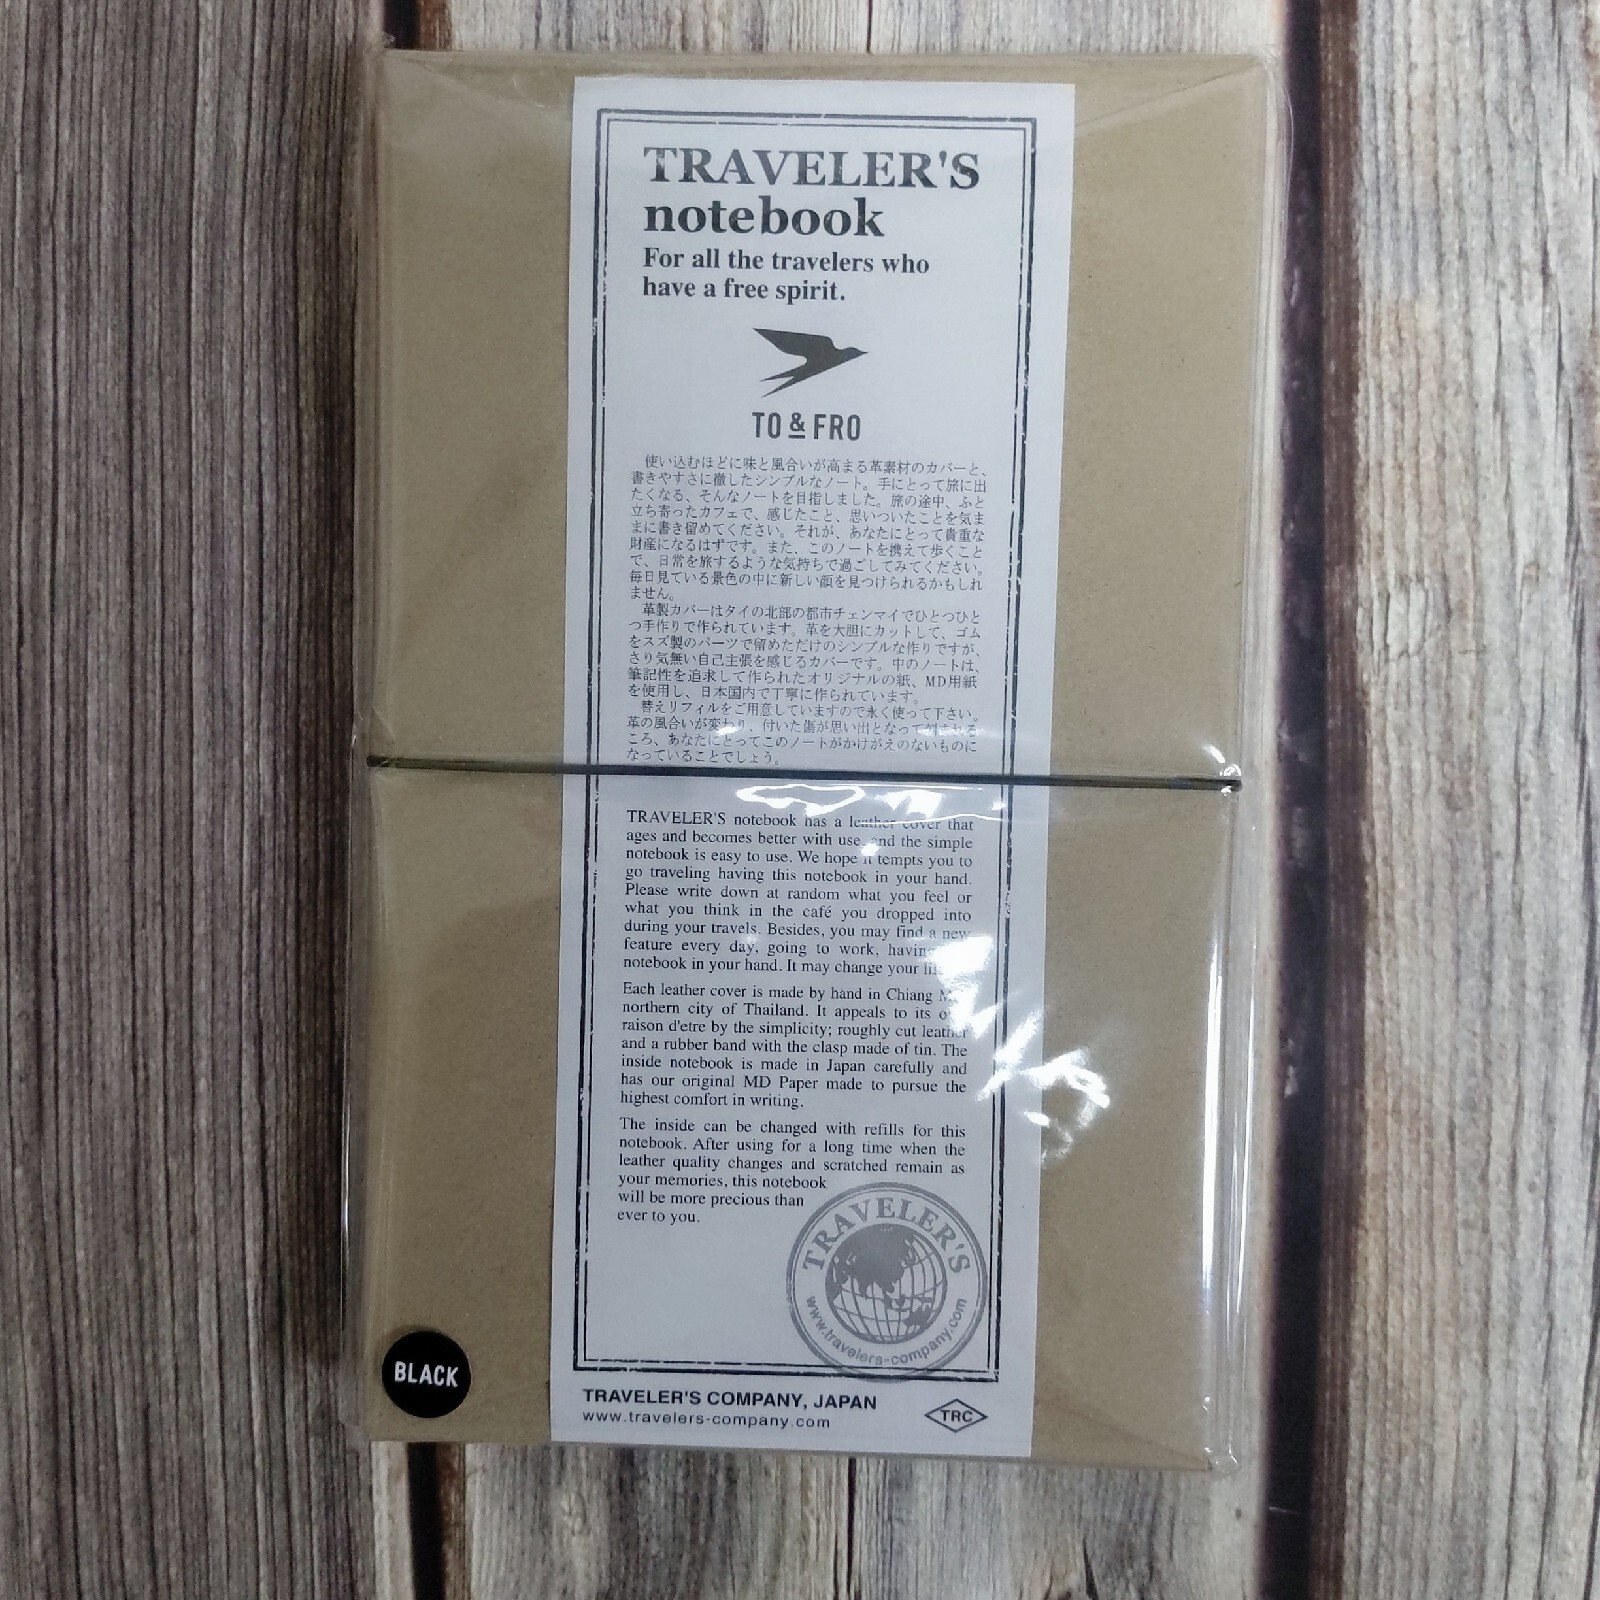 TRAVELER'S
notebook
For all the travelers who
have a free spirit.
TO & FRO
使い込むほどに味と風合いが高まる革素材のカバーと、
書きやすさに徹したシンプルなノート。手にとって旅に出
たくなる、そんなノートを目指しました。旅の途中、ふと
立ち寄ったカフェで、感じたこと、思いついたことを気ま
まに書き留めてください。それが、あなたにとって貴重な
財産になるはずです。また、このノートを携えて歩くこと
で、日常を旅するような気持ちで過ごしてみてください。
毎日見ている景色の中に新しい顔を見つけられるかもしれ
ません。
革製カバーはタイの北部の都市チェンマイでひとつひと
つ手作りで作られています。革を大胆にカットして、ゴム
をスズ製のパーツで留めただけのシンプルな作りですが、
さり気無い自己主張を感じるカバーです。中のノートは、
筆記性を追求して作られたオリジナルの紙、MD用紙
を使用し、日本国内で丁寧に作られています。
替えリフィルをご用意していますので永く使って下さい。
革の風合いが変わり、付いた傷が思い出となって刻まれる
ころ、あなたにとってこのノートがかけがえのないものに
なっていることでしょう。
TRAVELER'S notebook has a leather cover that
ages and becomes better with use, and the simple
notebook is easy to use. We hope it tempts you to
go traveling having this notebook in your hand.
Please write down at random what you feel or
what you think in the café you dropped into
during your travels. Besides, you may find a new
feature every day, going to work, having
notebook in your hand. It may change your
Each leather cover is made by hand in Chiang
northern city of Thailand. It appeals to its
raison d'etre by the simplicity; roughly cut leather
and a rubber band with the clasp made of tin. The
inside notebook is made in Japan carefully and
has our original MD Paper made to pursue the
highest comfort in writing.
The inside can be changed with refills for this
notebook. After using for a long time when the
leather quality changes and scratched remain as
your memories, this notebook
will be more precious than
ever to you.
TRAVELER'S
www.travelers-company.com
BLACK
TRAVELER'S COMPANY, JAPAN
www.travelers-company.com
TRC